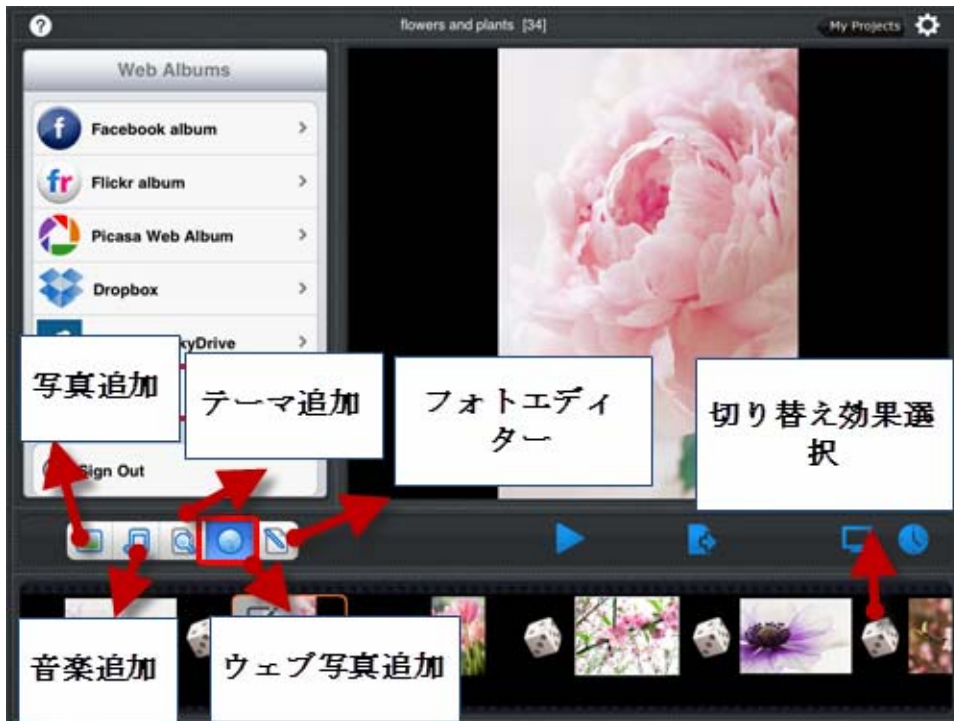 flowers and plants [34]
My Projects
Web Albums
Facebook album
Flickr album
Picasa Web Album
Dropbox
kyDrive
写真追加
テーマ追加
フォトエディ
ター
切り替え効果選
択
Sign Out
音楽追加
ウェブ写真追加